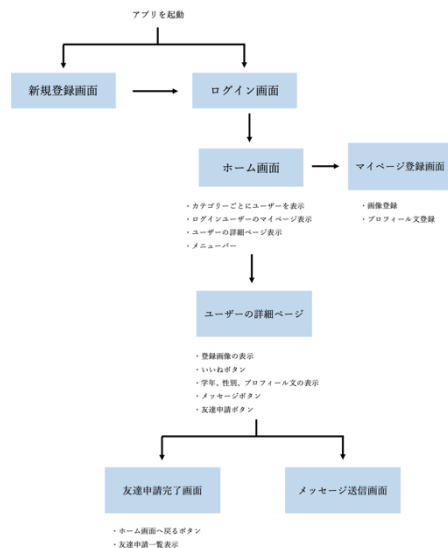 アプリを起動
新規登録画面
ログイン画面
ホーム画面
マイページ登録画面
・カテゴリーごとにユーザーを表示
・ログインユーザーのマイページ表示
・ユーザーの詳細ページ表示
・メニューバー
・画像登録
・プロフィール文登録
ユーザーの詳細ページ
・登録画像の表示
・いいねボタン
・学年、性別、プロフィール文の表示
・メッセージボタン
・友達申請ボタン
友達申請完了画面
メッセージ送信画面
・ホーム画面へ戻るボタン
・友達申請一覧表示